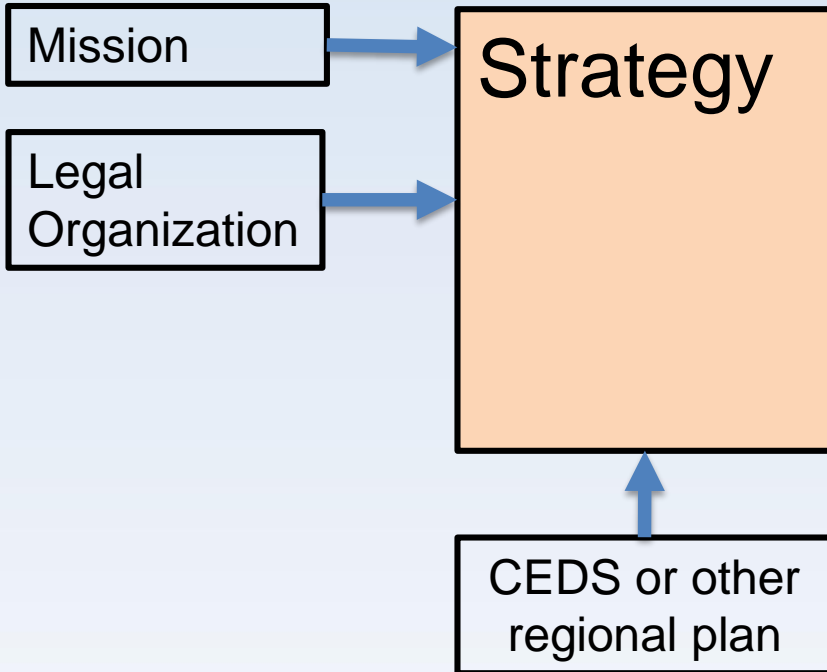 Mission
Strategy
Legal
Organization
CEDS or other
regional plan